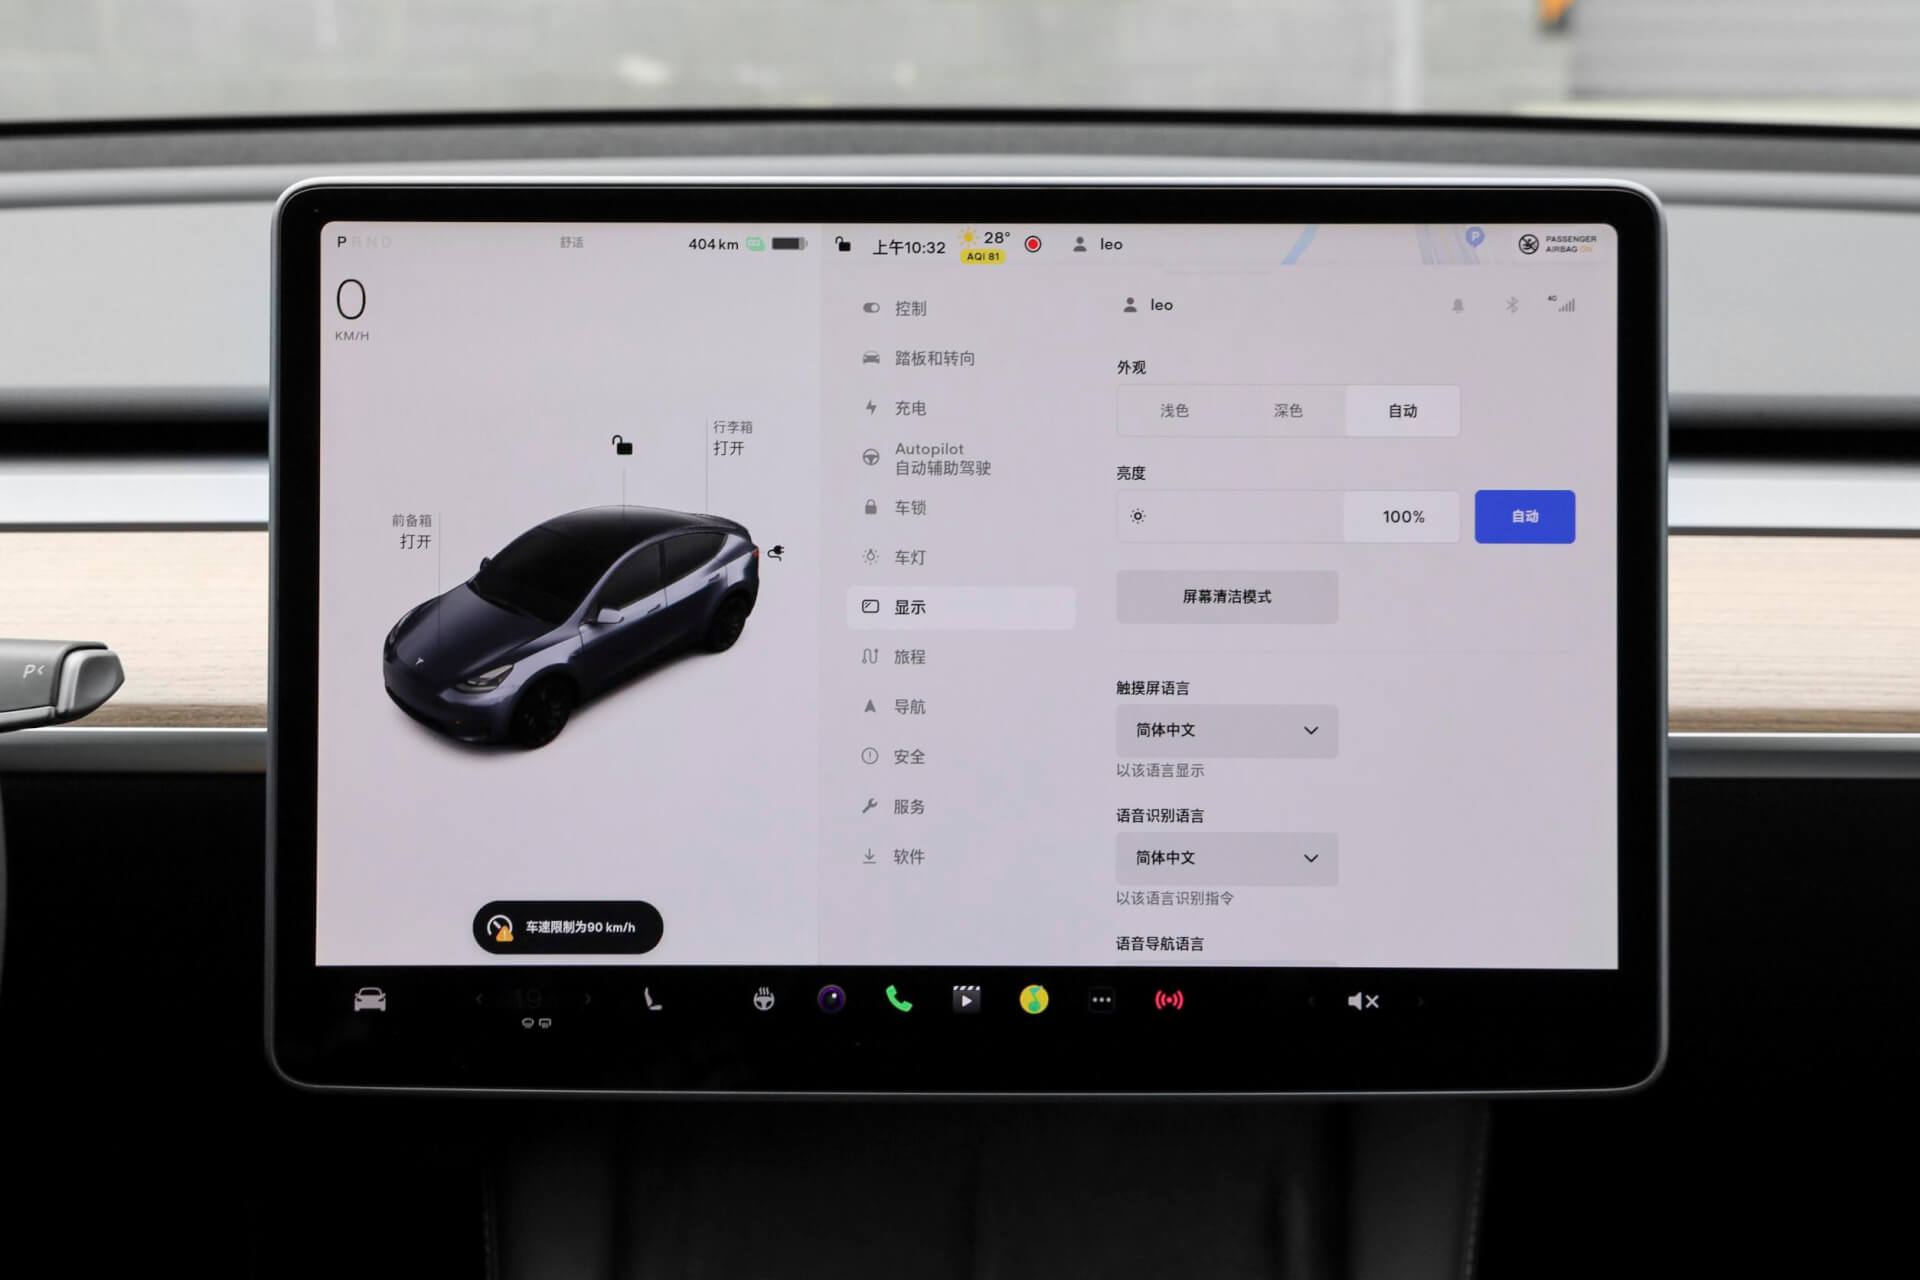 P R N D
舒适
404 km
上午10:32
28°
AQI 81
leo
P
PASSENGER
AIRBAG ON
0
KM/H
行李箱
打开
前备箱
打开
车速限制为90 km/h
控制
踏板和转向
充电
Autopilot
自动辅助驾驶
车锁
车灯
显示
旅程
导航
安全
服务
软件
leo
4G
外观
浅色 深色 自动
亮度
100% 自动
屏幕清洁模式
触摸屏语言
简体中文
以该语言显示
语音识别语言
简体中文
以该语言识别指令
语音导航语言
19
P<